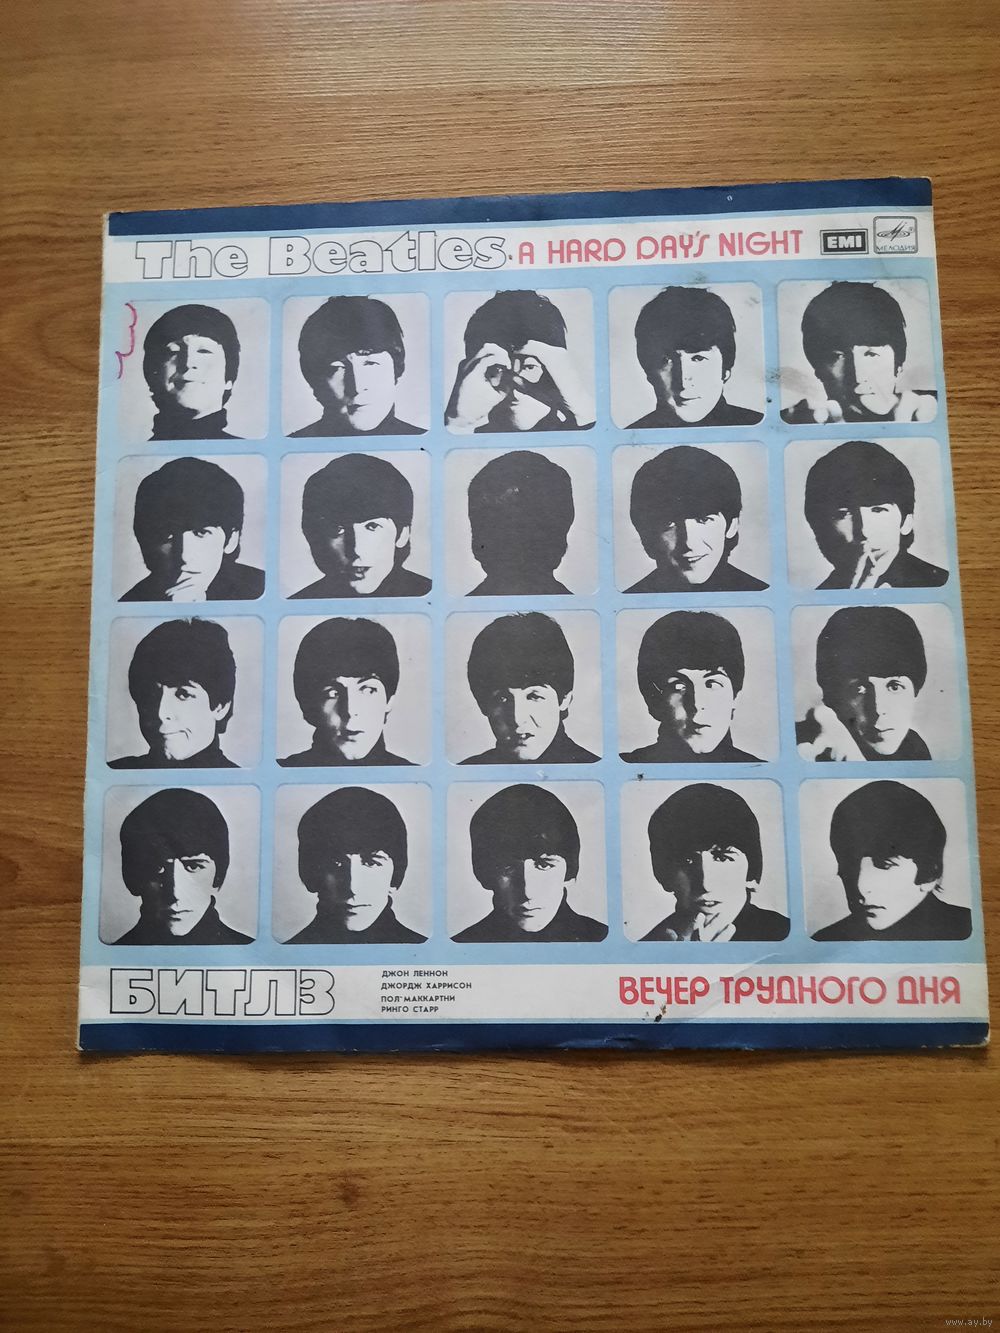 The Beatles · A HARD DAY'S NIGHT
EMI
МЕЛОДИЯ
БИТЛЗ
ДЖОН ЛЕННОН
ДЖОРДЖ ХАРРИСОН
ПОЛ МАККАРТНИ
РИНГО СТАРР
ВЕЧЕР ТРУДНОГО ДНЯ
www.ay.by